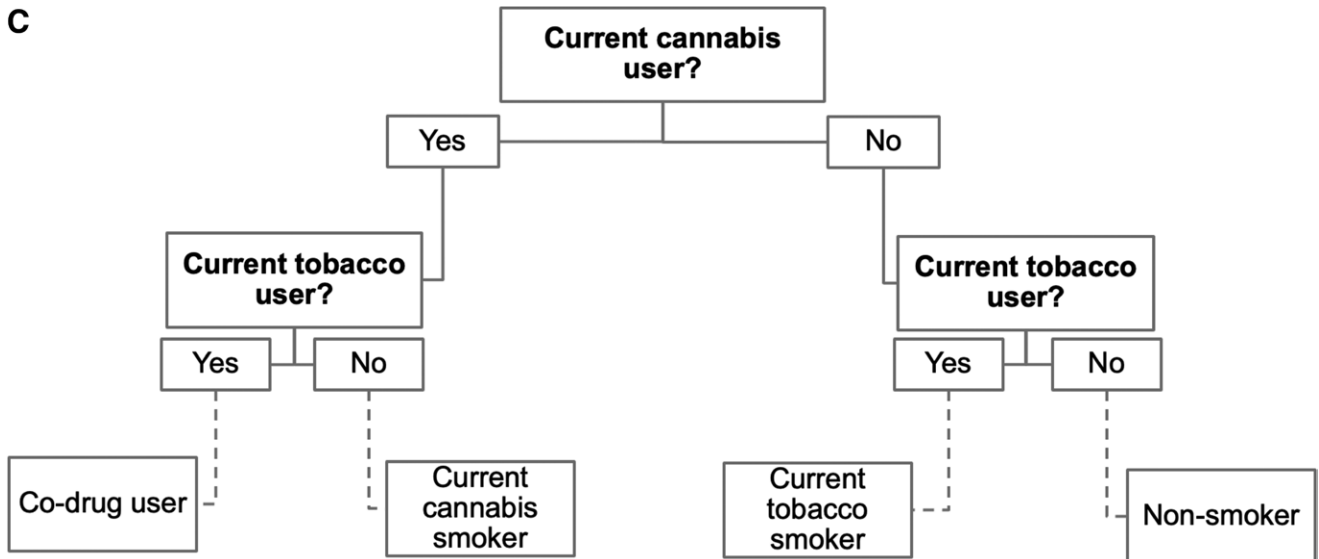 C
Current cannabis
user?
Yes
No
Current tobacco
user?
Current tobacco
user?
Yes
No
Yes
No
Co-drug user
Current
cannabis
smoker
Current
tobacco
smoker
Non-smoker